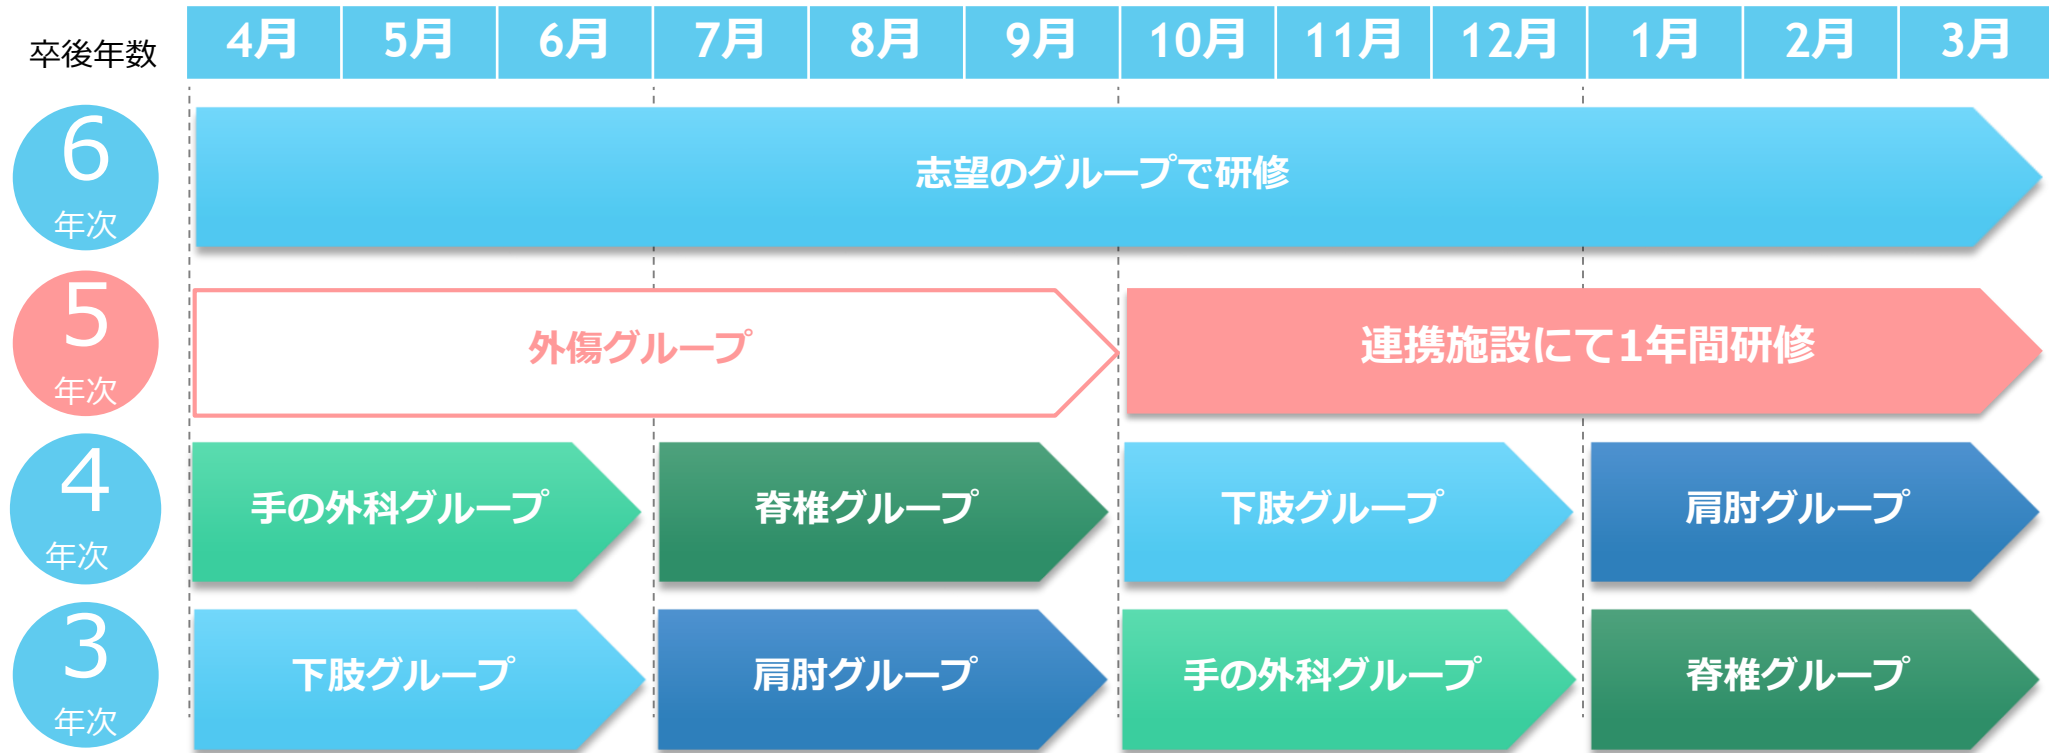 卒後年数
4月 5月 6月 7月 8月 9月 10月 11月 12月 1月 2月 3月
6
年次
志望のグループで研修
5
年次
外傷グループ
連携施設にて1年間研修
4
年次
手の外科グループ
脊椎グループ
下肢グループ
肩肘グループ
3
年次
下肢グループ
肩肘グループ
手の外科グループ
脊椎グループ